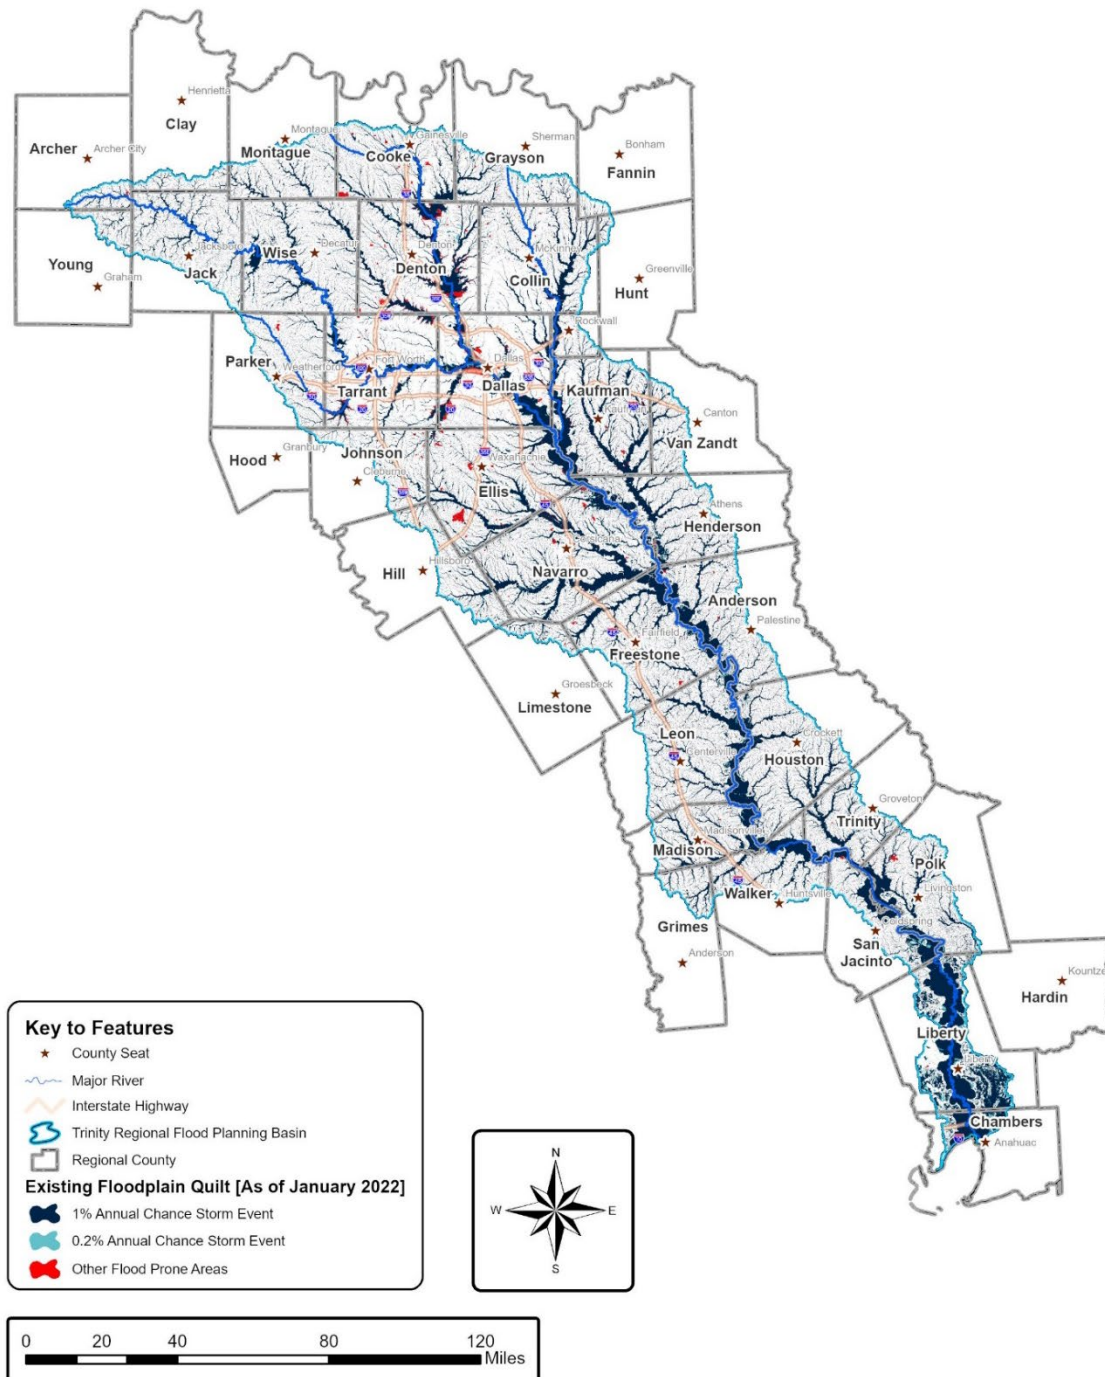 Henrietta
Clay
Archer
Archer City
Montague
Montague
Gainesville
Cooke
Sherman
Grayson
Bonham
Fannin
Young
Graham
Jacksboro
Jack
Wise
Decatur
Denton
Denton
McKinney
Collin
Greenville
Hunt
Rockwall
Parker
Weatherford
Fort Worth
Tarrant
Dallas
Dallas
Kaufman
Kaufman
Canton
Van Zandt
Hood
Granbury
Johnson
Cleburne
Waxahachie
Ellis
Athens
Henderson
Hill
Hillsboro
Navarro
Anderson
Palestine
Fairfield
Freestone
Groesbeck
Limestone
Leon
Centerville
Crockett
Houston
Groveton
Trinity
Madisonville
Madison
Polk
Livingston
Walker
Huntsville
Coldspring
San
Jacinto
Grimes
Anderson
Kountze
Hardin
Liberty
Liberty
Chambers
Anahuac
Key to Features
County Seat
Major River
Interstate Highway
Trinity Regional Flood Planning Basin
Regional County
Existing Floodplain Quilt [As of January 2022]
1% Annual Chance Storm Event
0.2% Annual Chance Storm Event
Other Flood Prone Areas
N
W E
S
0 20 40 80 120
Miles